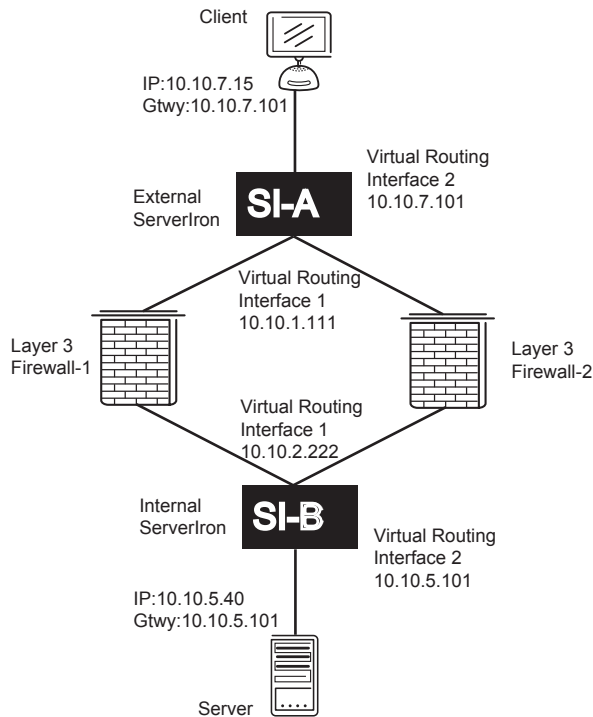 Client
IP:10.10.7.15
Gtwy:10.10.7.101
Virtual Routing
Interface 2
10.10.7.101
External
ServerIron
SI-A
Virtual Routing
Interface 1
10.10.1.111
Layer 3
Firewall-1
Layer 3
Firewall-2
Virtual Routing
Interface 1
10.10.2.222
Internal
ServerIron
SI-B
Virtual Routing
Interface 2
10.10.5.101
IP:10.10.5.40
Gtwy:10.10.5.101
Server